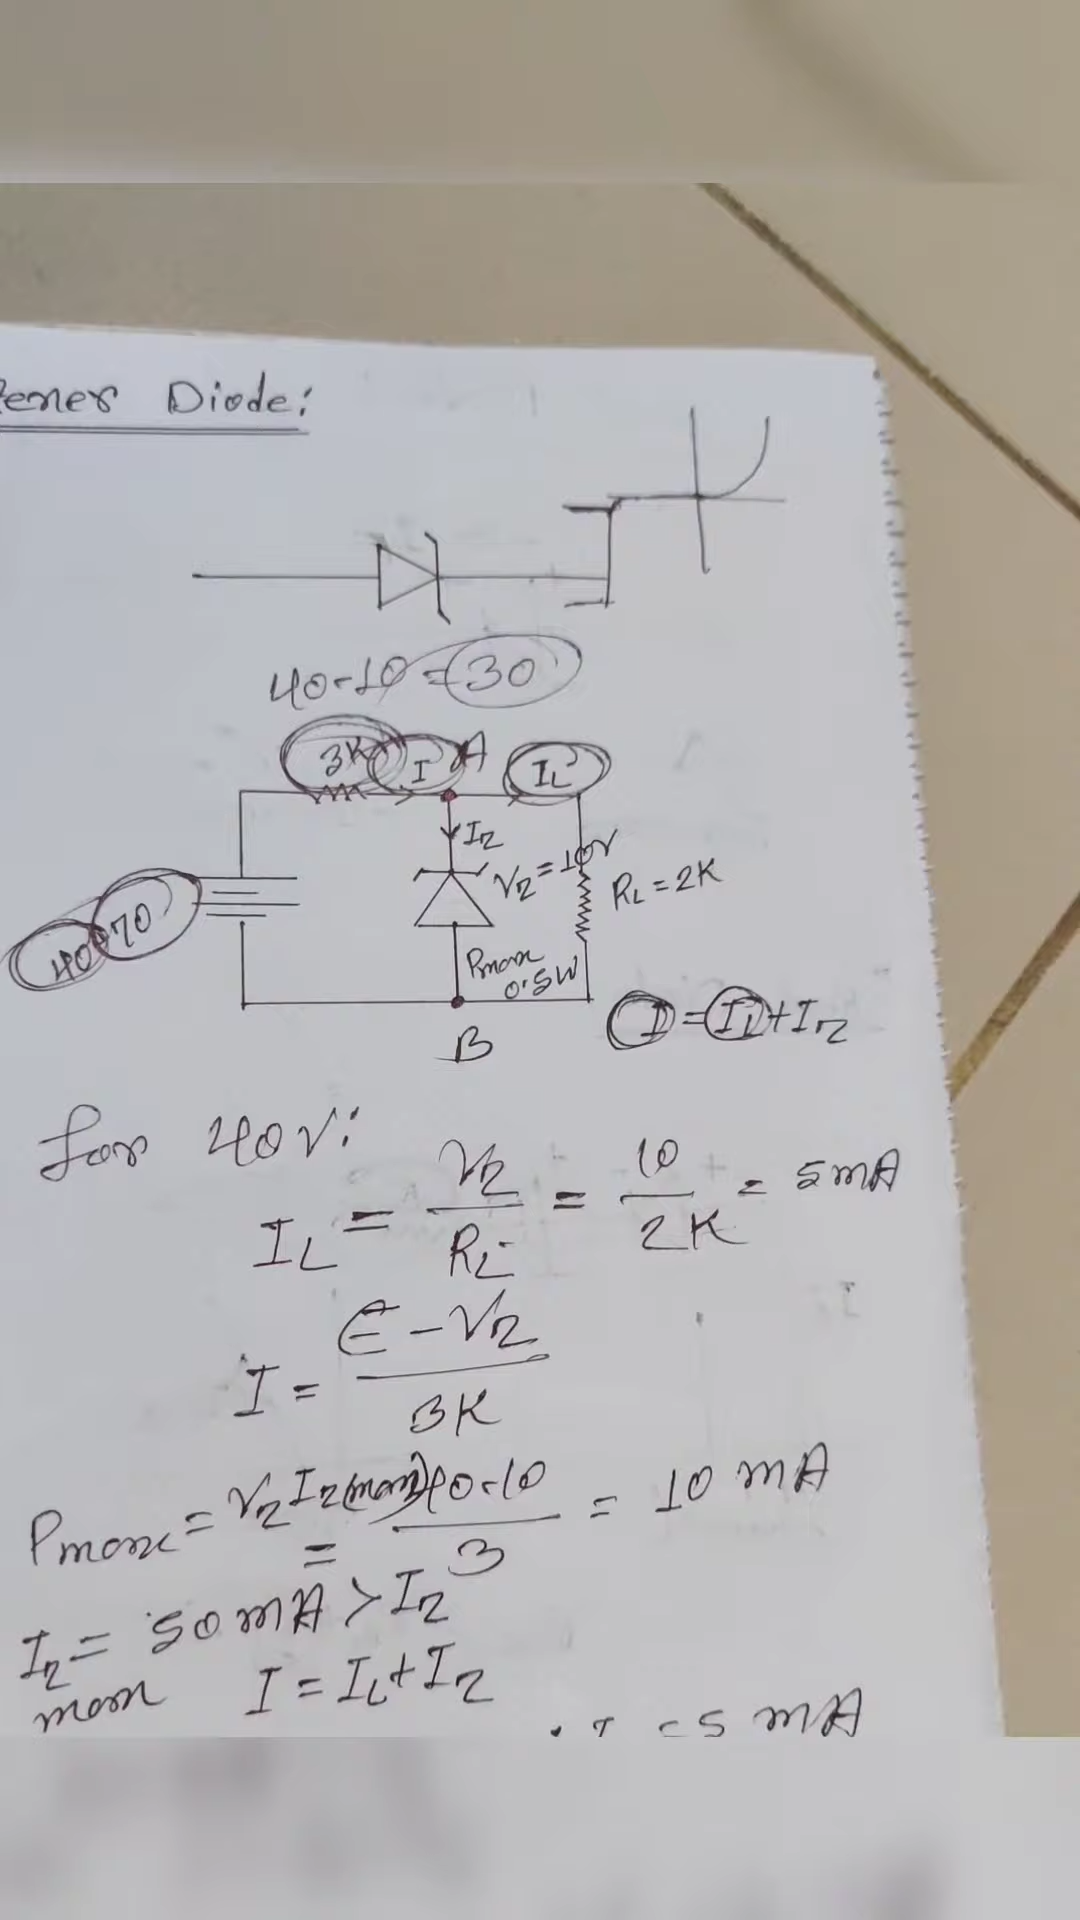 ener Diode:
40-10=30
3K I A IL
IZ
VZ=10V
RL=2K
40-70
Pmax
0.5W
I=IL+IZ
B
for 40V:
IL = VZ/RL = 10/2K = 5mA
I = E-VZ/3K
Pmax = VZ IZ(max)
= 40-10/3 = 10 mA
IZ max = 50mA > IZ
I = IL+IZ
=5 mA